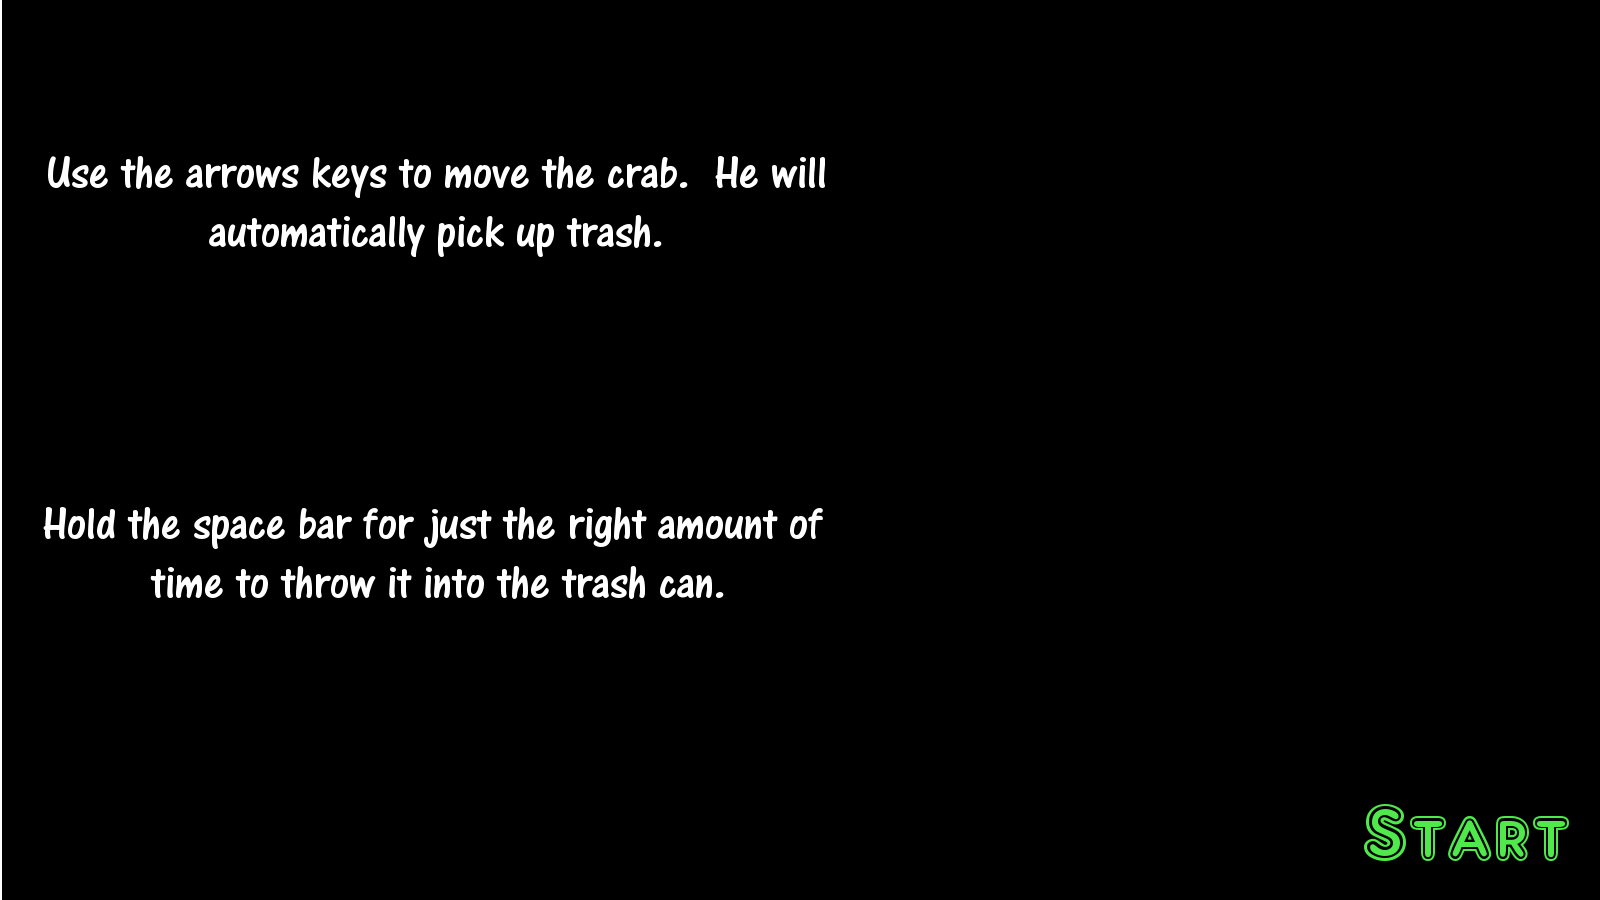 Use the arrows keys to move the crab.  He will
automatically pick up trash.
Hold the space bar for just the right amount of
time to throw it into the trash can.
Start